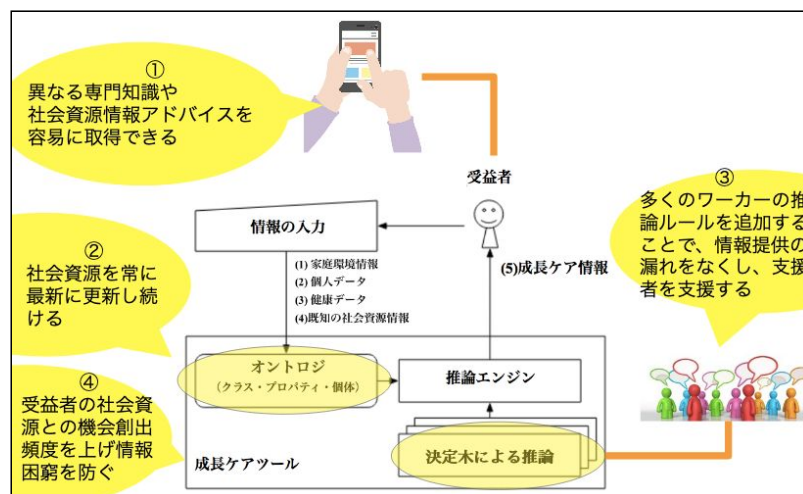 ①
異なる専門知識や
社会資源情報アドバイスを
容易に取得できる
受益者
③
多くのワーカーの推
論ルールを追加する
ことで、情報提供の
漏れをなくし、支援
者を支援する
情報の入力
②
社会資源を常に
最新に更新し続
ける
(1) 家庭環境情報
(2) 個人データ
(3) 健康データ
(4)既知の社会資源情報
(5)成長ケア情報
オントロジ
（クラス・プロパティ・個体）
推論エンジン
④
受益者の社会資
源との機会創出
頻度を上げ情報
困窮を防ぐ
決定木による推論
成長ケアツール